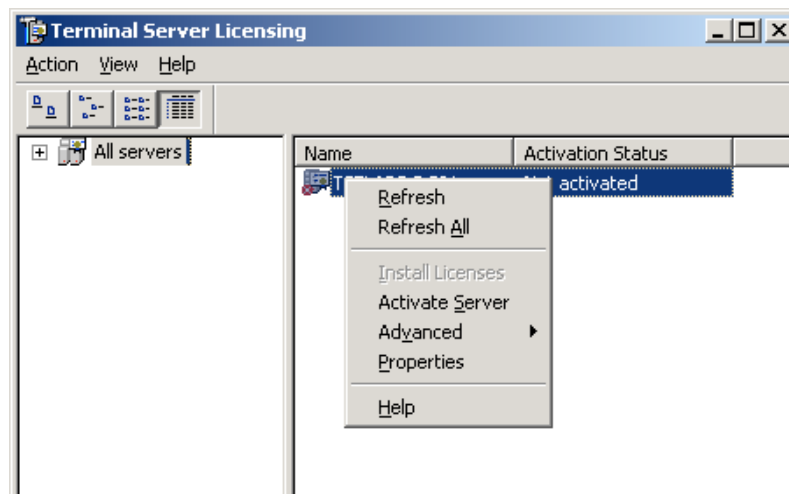 Terminal Server Licensing
Action View Help
All servers
Name Activation Status
activated
Refresh
Refresh All
Install Licenses
Activate Server
Advanced
Properties
Help